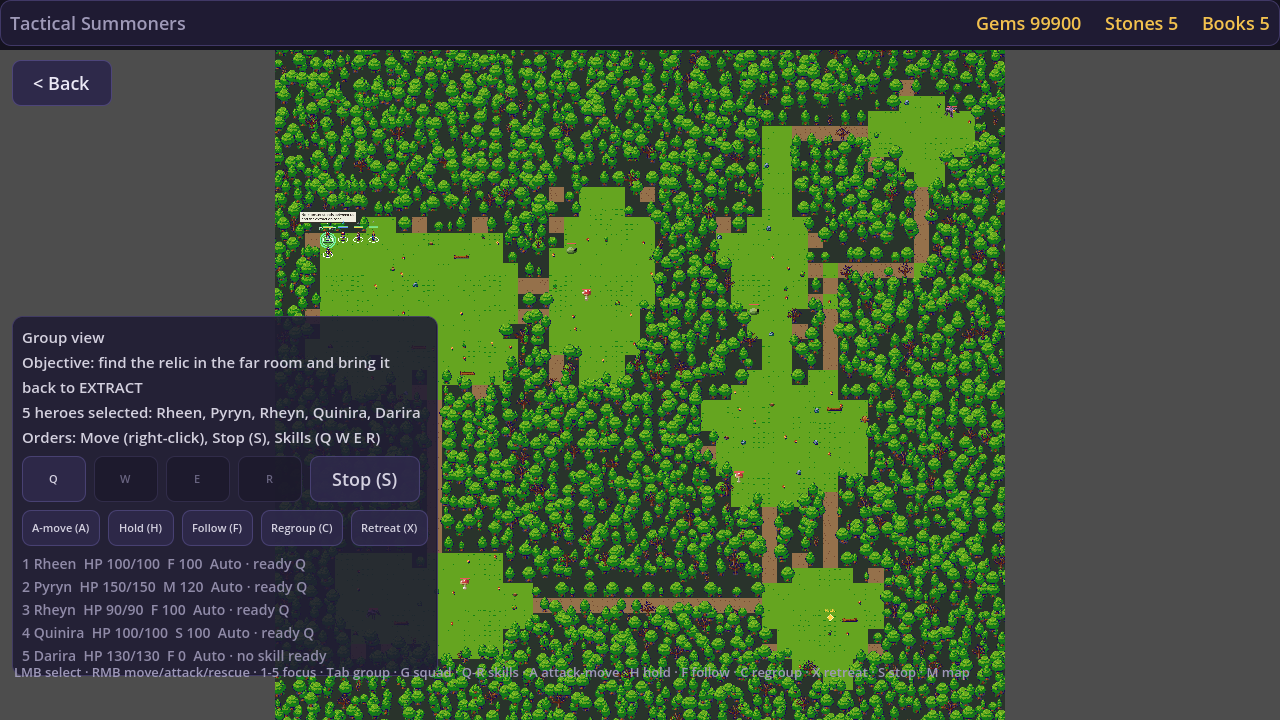 Tactical Summoners
Gems 99900 Stones 5 Books 5
< Back
Group view
Objective: find the relic in the far room and bring it
back to EXTRACT
5 heroes selected: Rheen, Pyryn, Rheyn, Quinira, Darira
Orders: Move (right-click), Stop (S), Skills (Q W E R)
Q W E R Stop (S)
A-move (A) Hold (H) Follow (F) Regroup (C) Retreat (X)
1 Rheen HP 100/100 F 100 Auto · ready Q
2 Pyryn HP 150/150 M 120 Auto · ready Q
3 Rheyn HP 90/90 F 100 Auto · ready Q
4 Quinira HP 100/100 S 100 Auto · ready Q
5 Darira HP 130/130 F 0 Auto · no skill ready
LMB select · RMB move/attack/rescue · 1-5 focus · Tab group · G squad · Q-R skills · A attack-move · H hold · F follow · C regroup · X retreat · S stop · M map